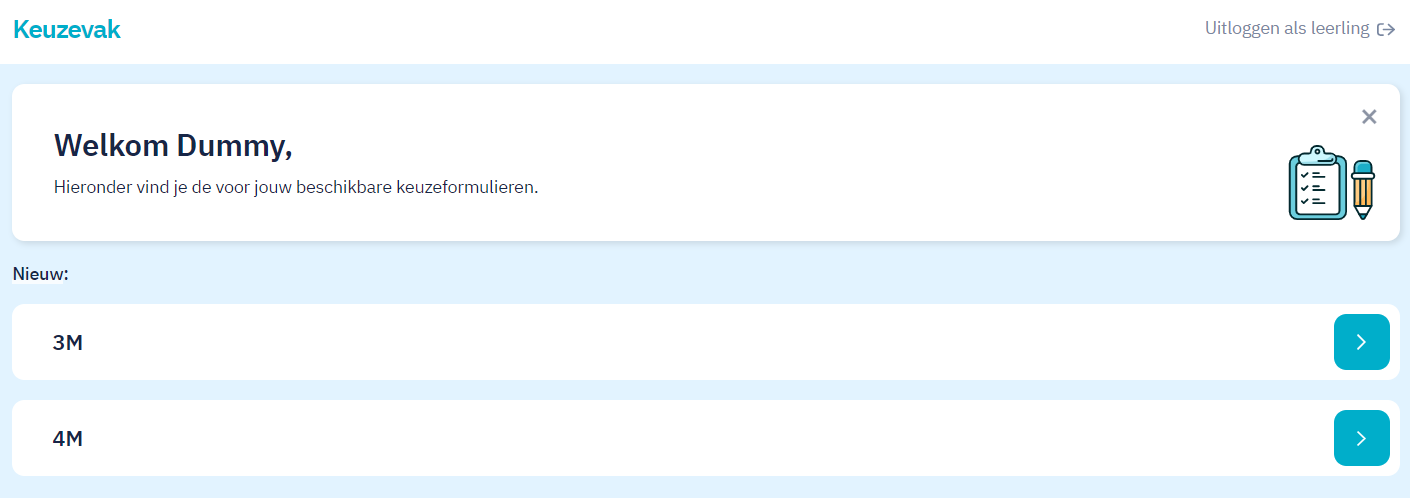 Keuzevak
Uitloggen als leerling
Welkom Dummy,
Hieronder vind je de voor jouw beschikbare keuzeformulieren.
Nieuw:
3M
4M